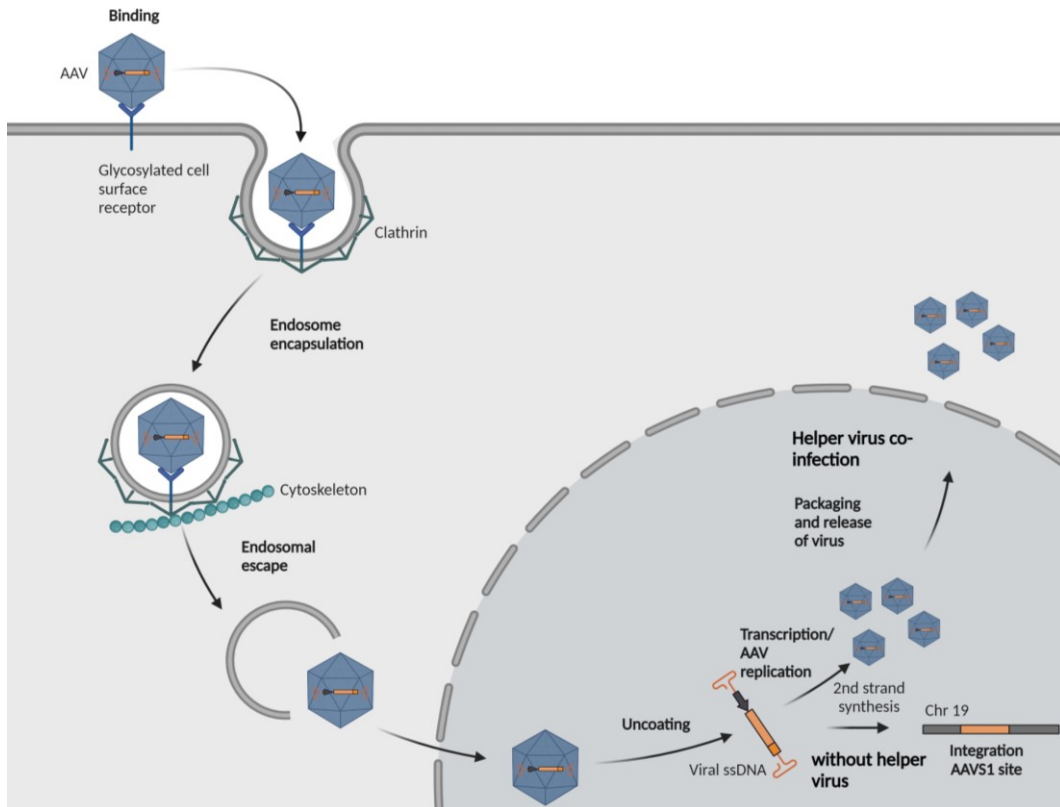 Binding
AAV
Glycosylated cell
surface
receptor
Clathrin
Endosome
encapsulation
Cytoskeleton
Endosomal
escape
Helper virus co-
infection
Packaging
and release
of virus
Transcription/
AAV
replication
2nd strand
synthesis
Uncoating
Viral ssDNA
without helper
virus
Chr 19
Integration
AAVS1 site